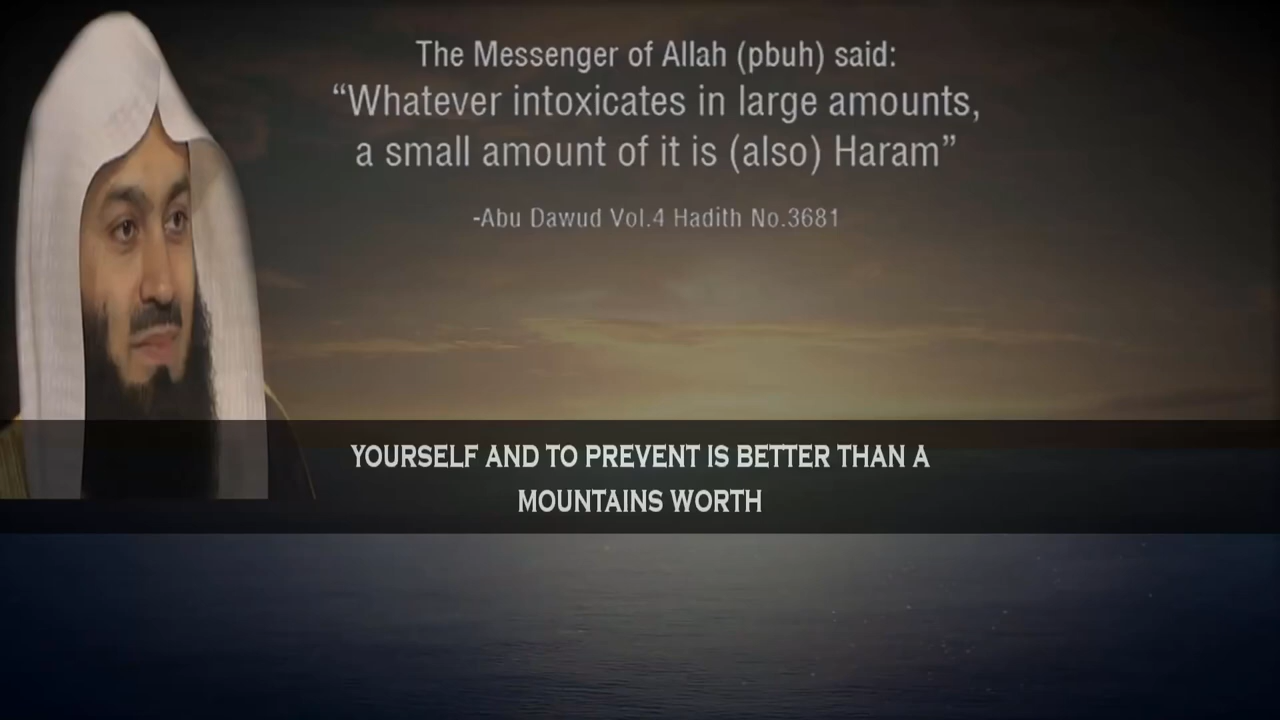 The Messenger of Allah (pbuh) said:
“Whatever intoxicates in large amounts,
a small amount of it is (also) Haram”
-Abu Dawud Vol.4 Hadith No.3681
YOURSELF AND TO PREVENT IS BETTER THAN A
MOUNTAINS WORTH